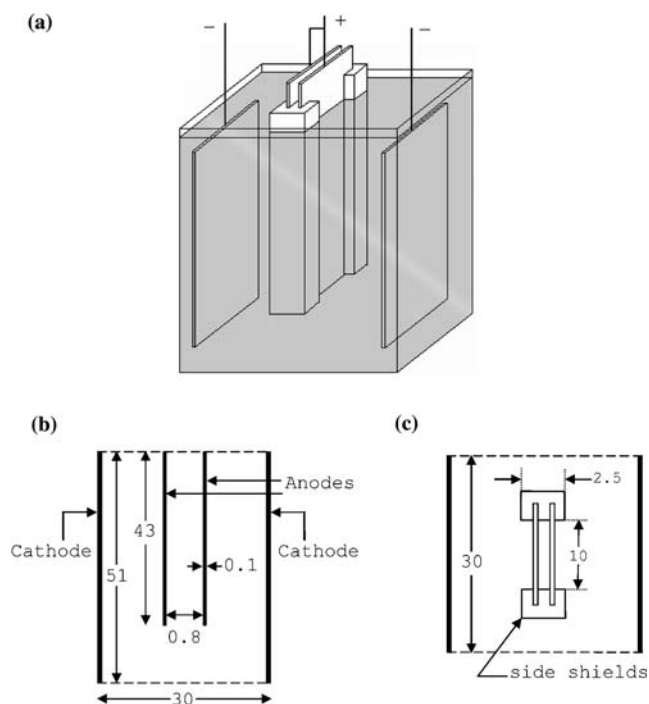 (a)
−
+
−
(b)
Anodes
Cathode
Cathode
43
51
0.1
0.8
30
(c)
2.5
30
10
side shields